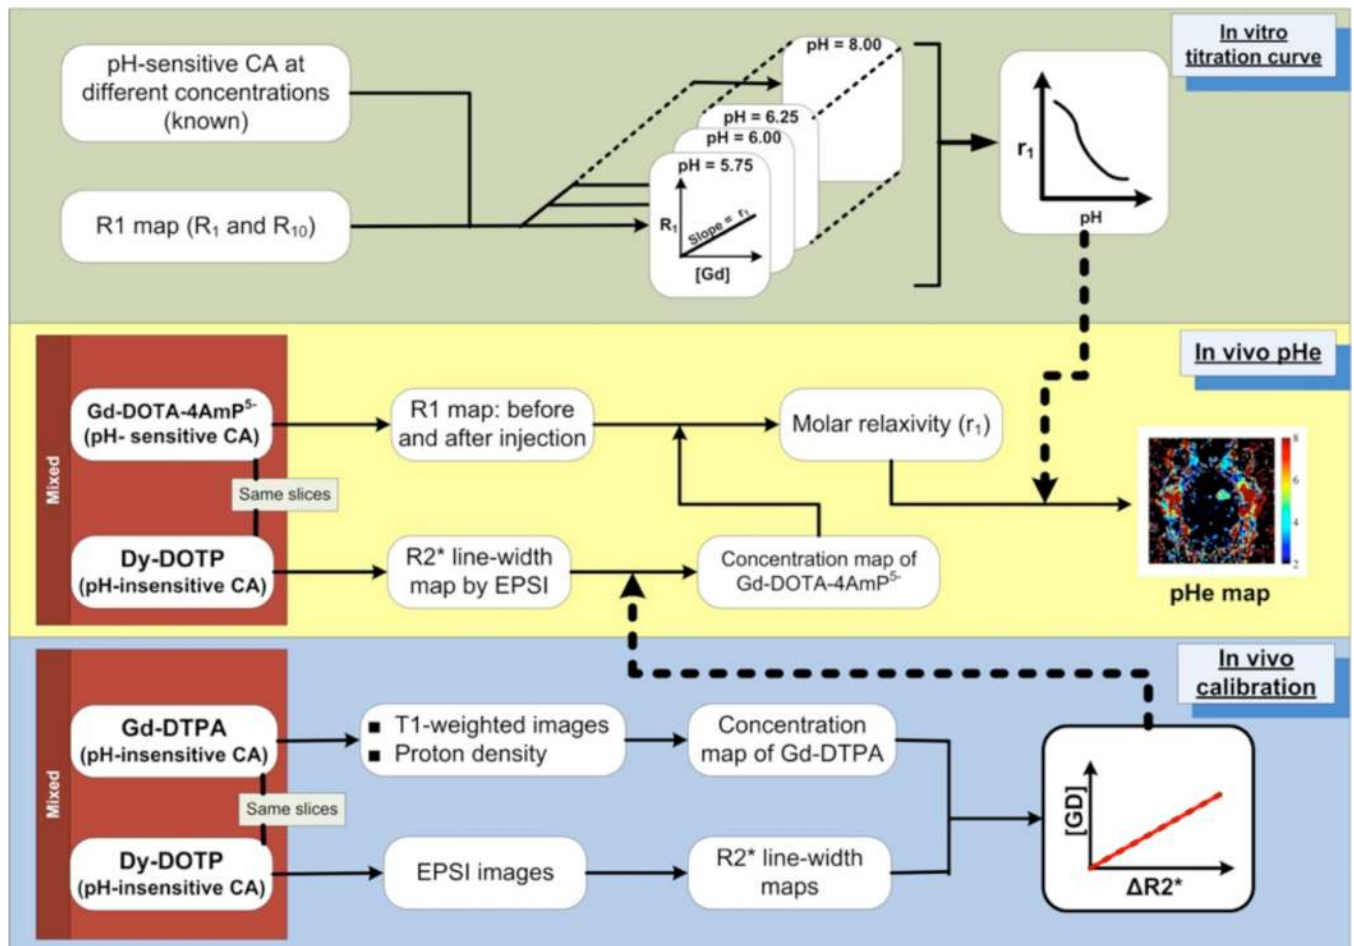 In vitro
titration curve
pH-sensitive CA at
different concentrations
(known)
R1 map (R₁ and R₁₀)
pH = 8.00
pH = 6.25
pH = 6.00
pH = 5.75
R₁
Slope = r₁
[Gd]
r₁
pH
In vivo pHe
Mixed
Gd-DOTA-4AmP⁵⁻
(pH- sensitive CA)
Same slices
Dy-DOTP
(pH-insensitive CA)
R1 map: before
and after injection
R2* line-width
map by EPSI
Molar relaxivity (r₁)
Concentration map of
Gd-DOTA-4AmP⁵⁻
8
6
4
2
pHe map
In vivo
calibration
Mixed
Gd-DTPA
(pH-insensitive CA)
Same slices
Dy-DOTP
(pH-insensitive CA)
■ T1-weighted images
■ Proton density
Concentration
map of Gd-DTPA
EPSI images
R2* line-width
maps
[GD]
ΔR2*